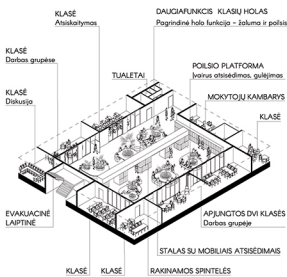 KLASĖ
Atsiskaitymas
DAUGIAFUNKCIS KLASIŲ HOLAS
Pagrindinė holo funkcija – žaluma ir poilsis
KLASĖ
Darbas grupėse
TUALETAI
POILSIO PLATFORMA
Įvairus atsisėdimas, gulėjimas
KLASĖ
Diskusija
MOKYTOJŲ KAMBARYS
KLASĖ
EVAKUACINĖ
LAIPTINĖ
APJUNGTOS DVI KLASĖS
Darbas grupėje
STALAS SU MOBILIAIS ATSISĖDIMAIS
KLASĖ
KLASĖ
RAKINAMOS SPINTELĖS